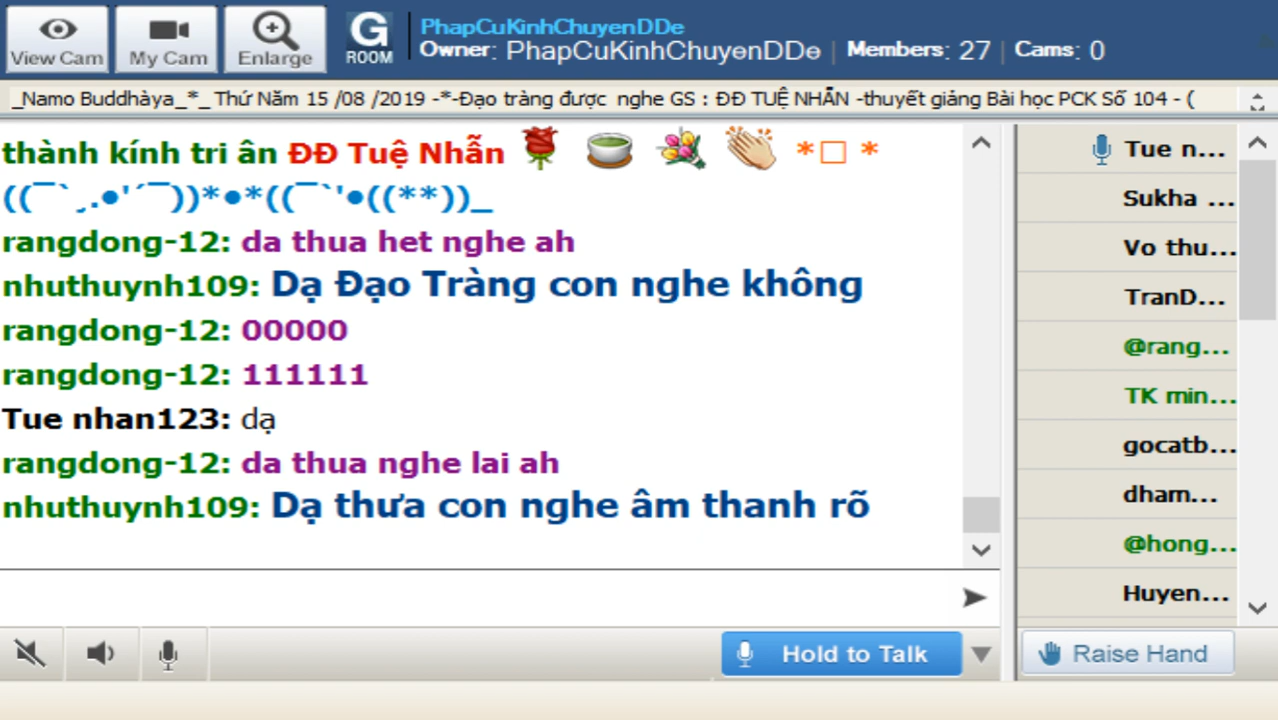 View Cam
My Cam
Enlarge
G ROOM
PhapCuKinhChuyenDDe
Owner: PhapCuKinhChuyenDDe | Members: 27 | Cams: 0
_Namo Buddhàya_*_ Thứ Năm 15 /08 /2019 -*-Đạo tràng được nghe GS : ĐĐ TUỆ NHẪN -thuyết giảng Bài học PCK Số 104 - (
thành kính tri ân ĐĐ Tuệ Nhẫn *□ *
((¯`¸.●'´¯))*●*((¯`'●((**))_
rangdong-12: da thua het nghe ah
nhuthuynh109: Dạ Đạo Tràng con nghe không
rangdong-12: 00000
rangdong-12: 111111
Tue nhan123: dạ
rangdong-12: da thua nghe lai ah
nhuthuynh109: Dạ thưa con nghe âm thanh rõ
Tue n...
Sukha ...
Vo thu...
TranD...
@rang...
TK min...
gocatb...
dham...
@hong...
Huyen...
Hold to Talk
Raise Hand